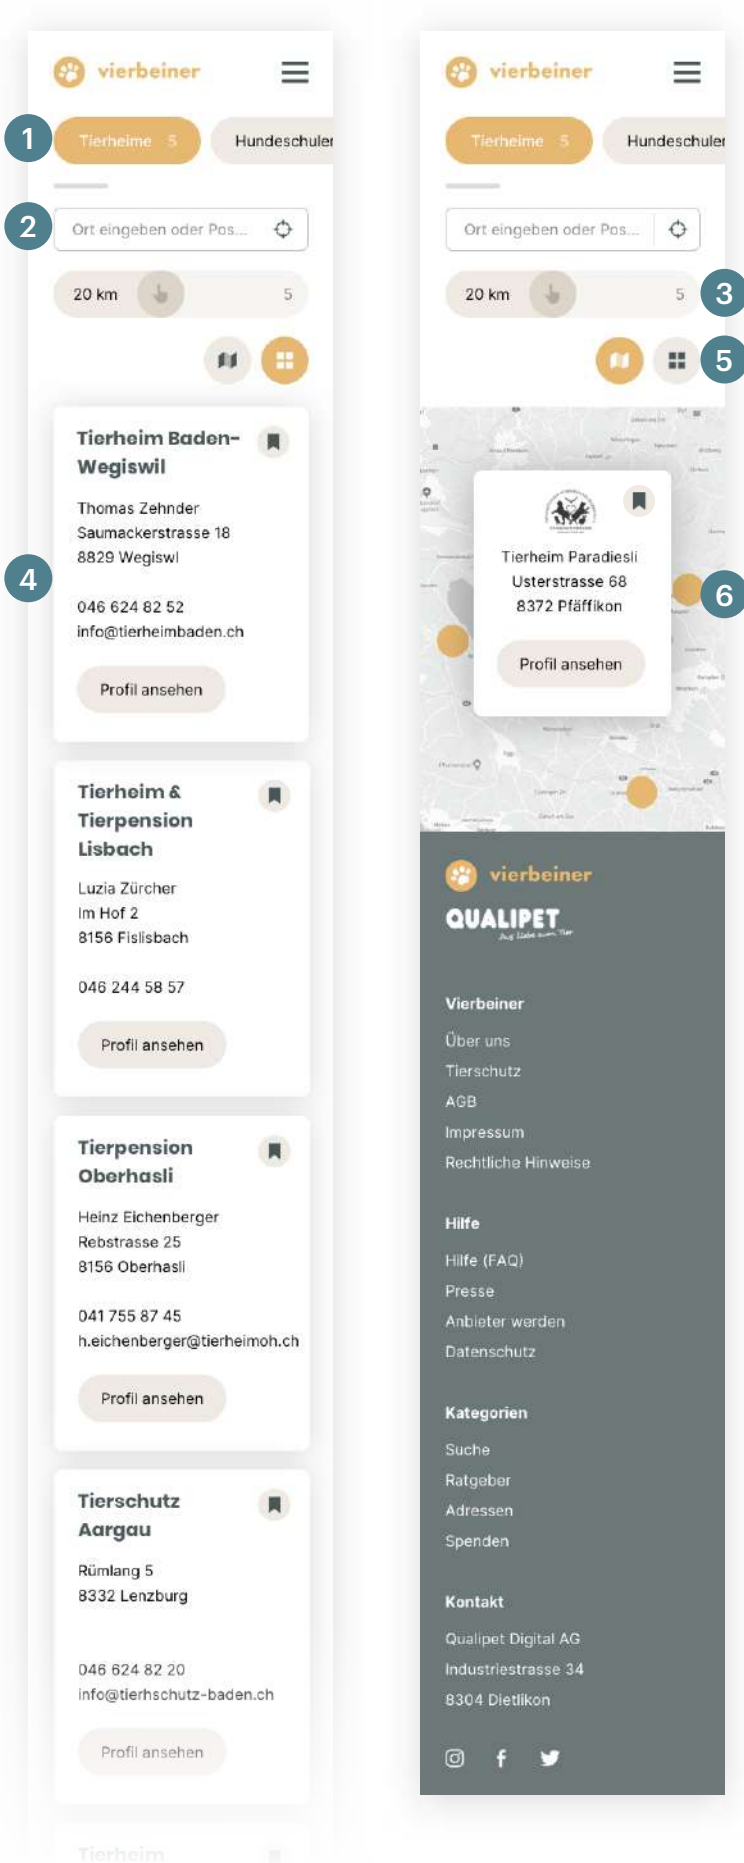 vierbeiner
1
Tierheime 5
Hundeschulen
2
Ort eingeben oder Pos...
20 km
5
Tierheim Baden-
Wegiswil
Thomas Zehnder
Saumackerstrasse 18
8829 Wegiswl
4
046 624 82 52
info@tierheimbaden.ch
Profil ansehen
Tierheim &
Tierpension
Lisbach
Luzia Zürcher
Im Hof 2
8156 Fislisbach
046 244 58 57
Profil ansehen
Tierpension
Oberhasli
Heinz Eichenberger
Rebstrasse 25
8156 Oberhasli
041 755 87 45
h.eichenberger@tierheimoh.ch
Profil ansehen
Tierschutz
Aargau
Rümlang 5
8332 Lenzburg
046 624 82 20
info@tierhschutz-baden.ch
Profil ansehen
Tierheim
vierbeiner
Tierheime 5
Hundeschulen
Ort eingeben oder Pos...
20 km
5
3
5
Tierheim Paradiesli
Usterstrasse 68
8372 Pfäffikon
6
Profil ansehen
vierbeiner
QUALIPET
Aus Liebe zum Tier
Vierbeiner
Über uns
Tierschutz
AGB
Impressum
Rechtliche Hinweise
Hilfe
Hilfe (FAQ)
Presse
Anbieter werden
Datenschutz
Kategorien
Suche
Ratgeber
Adressen
Spenden
Kontakt
Qualipet Digital AG
Industriestrasse 34
8304 Dietlikon